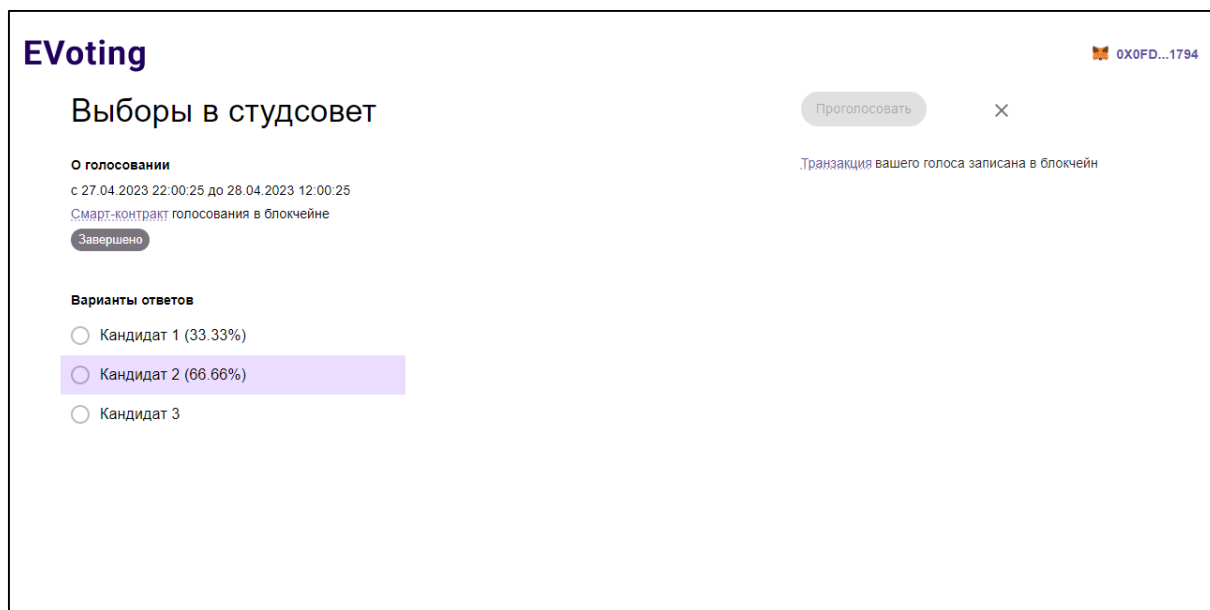 EVoting
0X0FD...1794
Выборы в студсовет
Проголосовать
О голосовании
с 27.04.2023 22:00:25 до 28.04.2023 12:00:25
Смарт-контракт голосования в блокчейне
Завершено
Транзакция вашего голоса записана в блокчейн
Варианты ответов
Кандидат 1 (33.33%)
Кандидат 2 (66.66%)
Кандидат 3